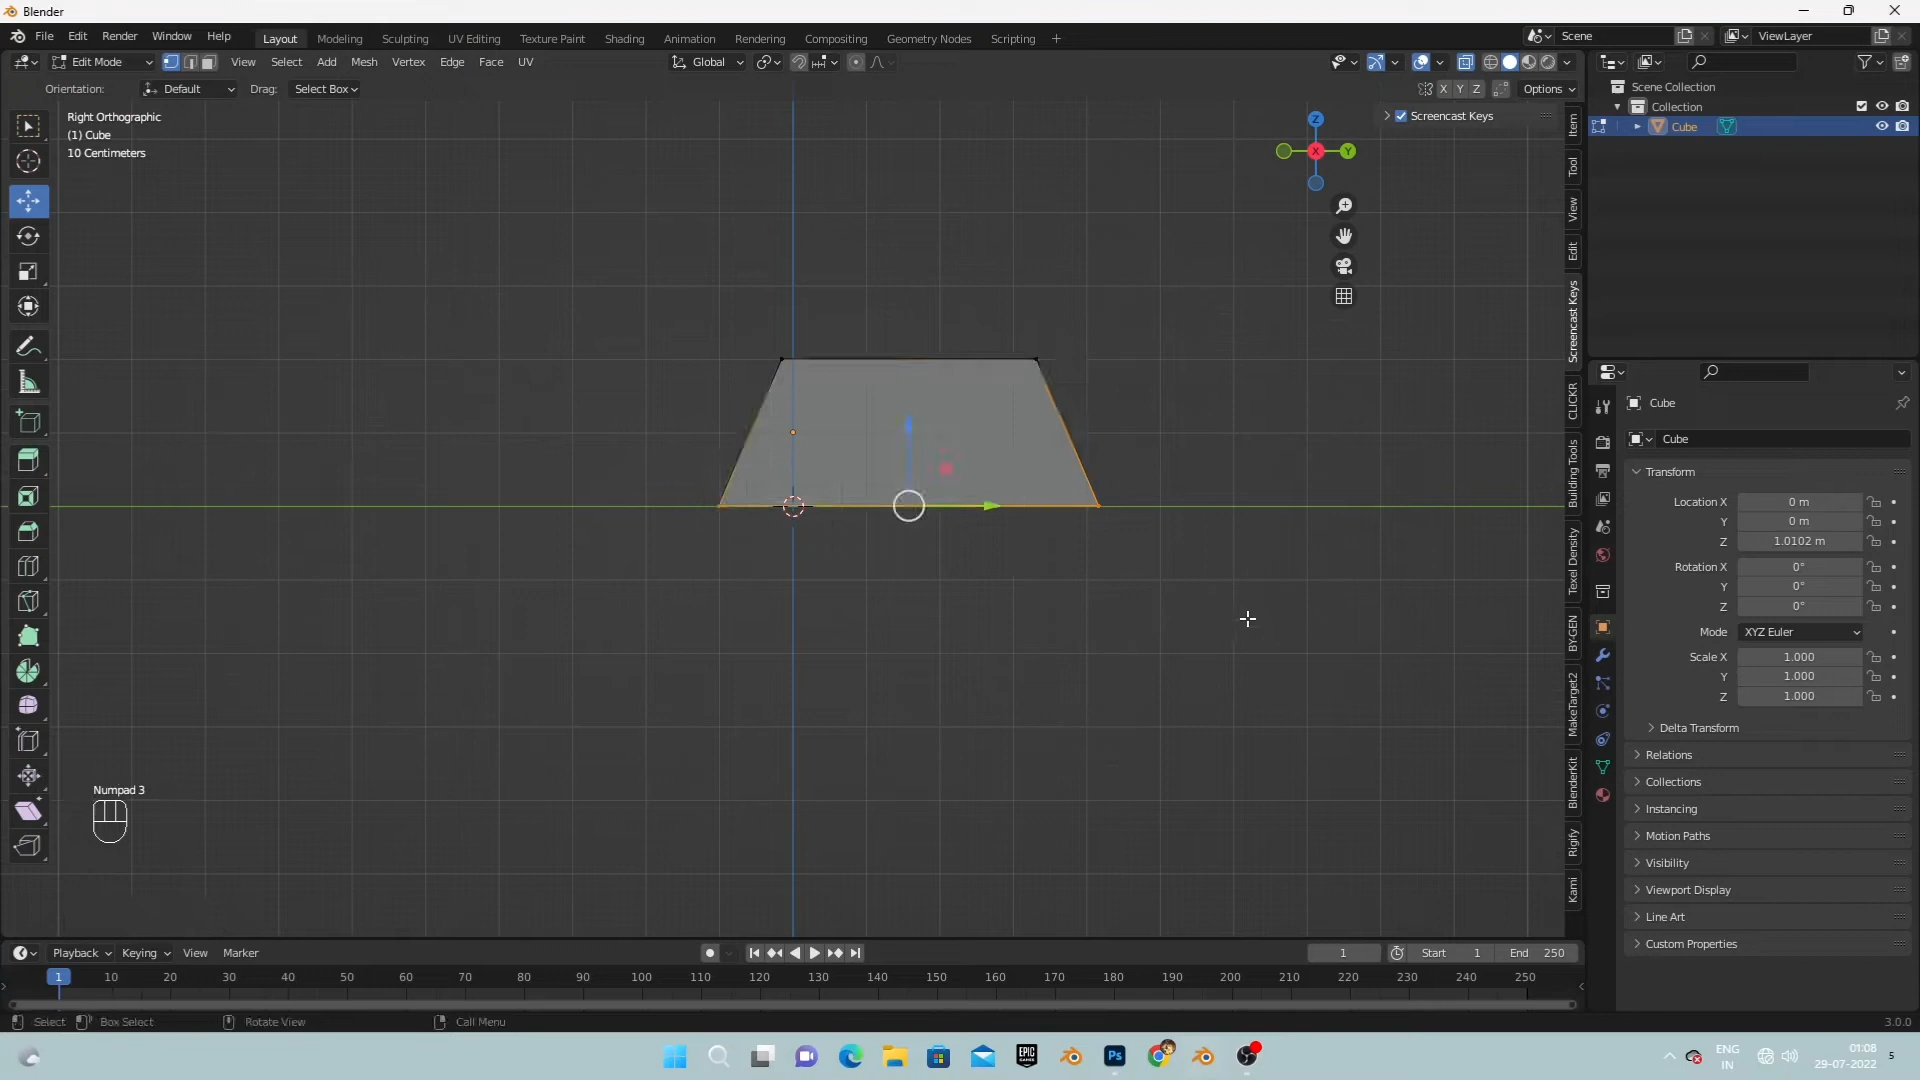 Blender
File Edit Render Window Help
Layout Modeling Sculpting UV Editing Texture Paint Shading Animation Rendering Compositing Geometry Nodes Scripting +
Scene
ViewLayer
Edit Mode View Select Add Mesh Vertex Edge Face UV
Global
Orientation: Default Drag: Select Box
X Y Z Options
Right Orthographic
(1) Cube
10 Centimeters
Screencast Keys
Z
X
Y
Item
Tool
View
Edit
Screencast Keys
CLICKR
Building Tools
Texel Density
BY-GEN
MakeTarget2
BlenderKit
Rigify
Kami
Scene Collection
Collection
Cube
Cube
Cube
Transform
Location X 0 m
Y 0 m
Z 1.0102 m
Rotation X 0°
Y 0°
Z 0°
Mode XYZ Euler
Scale X 1.000
Y 1.000
Z 1.000
Delta Transform
Relations
Collections
Instancing
Motion Paths
Visibility
Viewport Display
Line Art
Custom Properties
Numpad 3
Playback Keying View Marker
1 Start 1 End 250
1 10 20 30 40 50 60 70 80 90 100 110 120 130 140 150 160 170 180 190 200 210 220 230 240 250
Select Box Select Rotate View Call Menu
3.0.0
EPIC GAMES
Ps
ENG
IN
01:08
29-07-2022
5